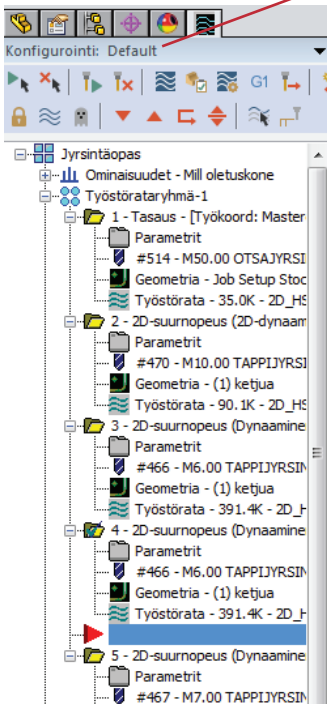 Konfigurointi: Default
G1
Jyrsintäopas
Ominaisuudet - Mill oletuskone
Työstörataryhmä-1
1 - Tasaus - [Työkoord: Master
Parametrit
#514 - M50.00 OTSAJYRSI
Geometria - Job Setup Stoc
Työstörata - 35.0K - 2D_HS
2 - 2D-suurnopeus (2D-dynaam
Parametrit
#470 - M10.00 TAPPIJYRSI
Geometria - (1) ketjua
Työstörata - 90.1K - 2D_HS
3 - 2D-suurnopeus (Dynaamine
Parametrit
#466 - M6.00 TAPPIJYRSIN
Geometria - (1) ketjua
Työstörata - 391.4K - 2D_H
4 - 2D-suurnopeus (Dynaamine
Parametrit
#466 - M6.00 TAPPIJYRSIN
Geometria - (1) ketjua
Työstörata - 391.4K - 2D_H
5 - 2D-suurnopeus (Dynaamine
Parametrit
#467 - M7.00 TAPPIJYRSIN